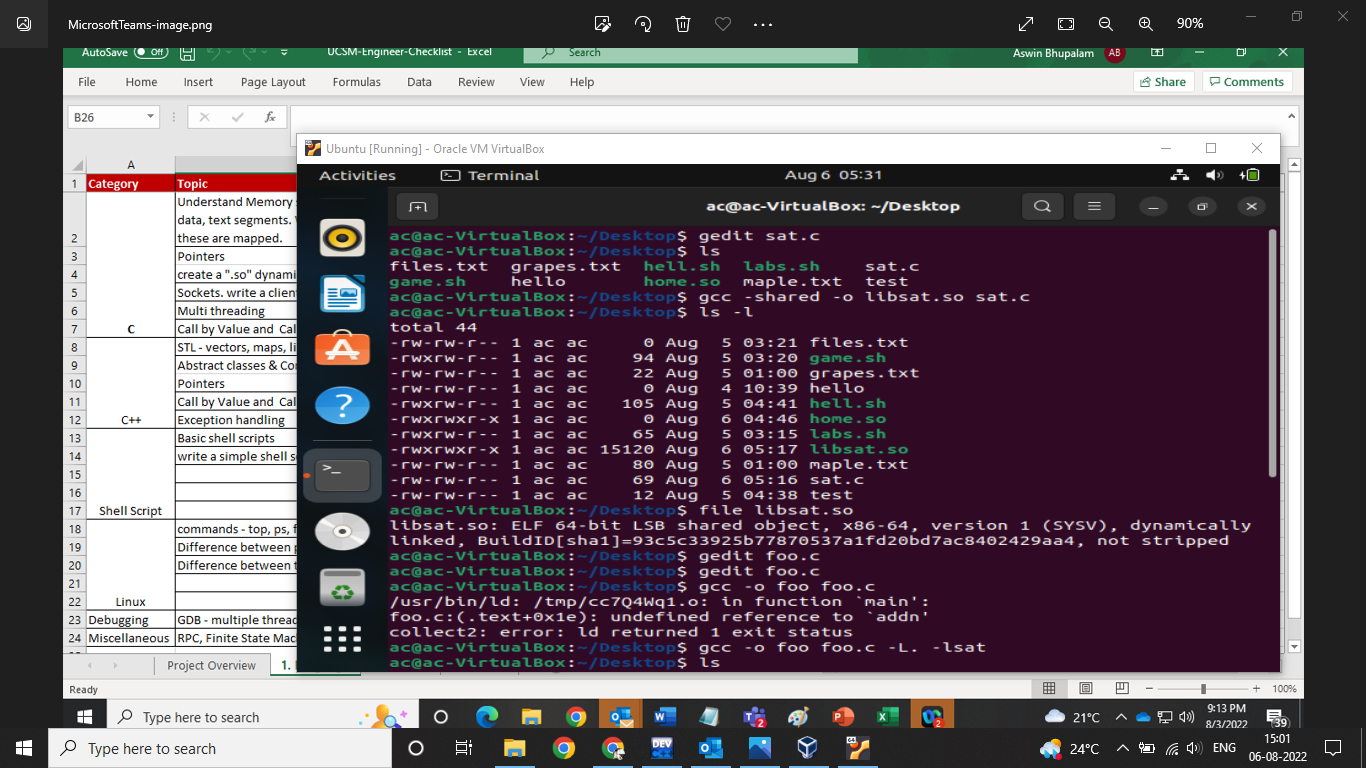 MicrosoftTeams-image.png
90%
AutoSave Off
UCSM-Engineer-Checklist - Excel
Search
Aswin Bhupalam AB
File Home Insert Page Layout Formulas Data Review View Help
Share Comments
B26
fx
Ubuntu [Running] - Oracle VM VirtualBox
Activities Terminal Aug 6 05:31
ac@ac-VirtualBox: ~/Desktop
A
1 Category Topic
Understand Memory
data, text segments.
2 these are mapped.
3 Pointers
4 create a ".so" dynami
5 Sockets. write a client
6 Multi threading
7 C Call by Value and Cal
8 STL - vectors, maps, li
9 Abstract classes & Co
10 Pointers
11 Call by Value and Cal
12 C++ Exception handling
13 Basic shell scripts
14 write a simple shell s
15
16
17 Shell Script
18 commands - top, ps, f
19 Difference between p
20 Difference between t
21
22 Linux
23 Debugging GDB - multiple thread
24 Miscellaneous RPC, Finite State Mac
ac@ac-VirtualBox:~/Desktop$ gedit sat.c
ac@ac-VirtualBox:~/Desktop$ ls
files.txt grapes.txt hell.sh labs.sh sat.c
game.sh hello home.so maple.txt test
ac@ac-VirtualBox:~/Desktop$ gcc -shared -o libsat.so sat.c
ac@ac-VirtualBox:~/Desktop$ ls -l
total 44
-rw-rw-r-- 1 ac ac 0 Aug 5 03:21 files.txt
-rwxrw-r-- 1 ac ac 94 Aug 5 03:20 game.sh
-rw-rw-r-- 1 ac ac 22 Aug 5 01:00 grapes.txt
-rw-rw-r-- 1 ac ac 0 Aug 4 10:39 hello
-rwxrw-r-- 1 ac ac 105 Aug 5 04:41 hell.sh
-rwxrwxr-x 1 ac ac 0 Aug 6 04:46 home.so
-rwxrw-r-- 1 ac ac 65 Aug 5 03:15 labs.sh
-rwxrwxr-x 1 ac ac 15120 Aug 6 05:17 libsat.so
-rw-rw-r-- 1 ac ac 80 Aug 5 01:00 maple.txt
-rw-rw-r-- 1 ac ac 69 Aug 6 05:16 sat.c
-rw-rw-r-- 1 ac ac 12 Aug 5 04:38 test
ac@ac-VirtualBox:~/Desktop$ file libsat.so
libsat.so: ELF 64-bit LSB shared object, x86-64, version 1 (SYSV), dynamically
linked, BuildID[sha1]=93c5c33925b77870537a1fd20bd7ac8402429aa4, not stripped
ac@ac-VirtualBox:~/Desktop$ gedit foo.c
ac@ac-VirtualBox:~/Desktop$ gedit foo.c
ac@ac-VirtualBox:~/Desktop$ gcc -o foo foo.c
/usr/bin/ld: /tmp/cc7Q4Wq1.o: in function `main':
foo.c:(.text+0x1e): undefined reference to `addn'
collect2: error: ld returned 1 exit status
ac@ac-VirtualBox:~/Desktop$ gcc -o foo foo.c -L. -lsat
ac@ac-VirtualBox:~/Desktop$ ls
Project Overview 1.
Ready 100%
Type here to search 21°C 9:13 PM
8/3/2022 39
Type here to search 24°C ENG 15:01
06-08-2022